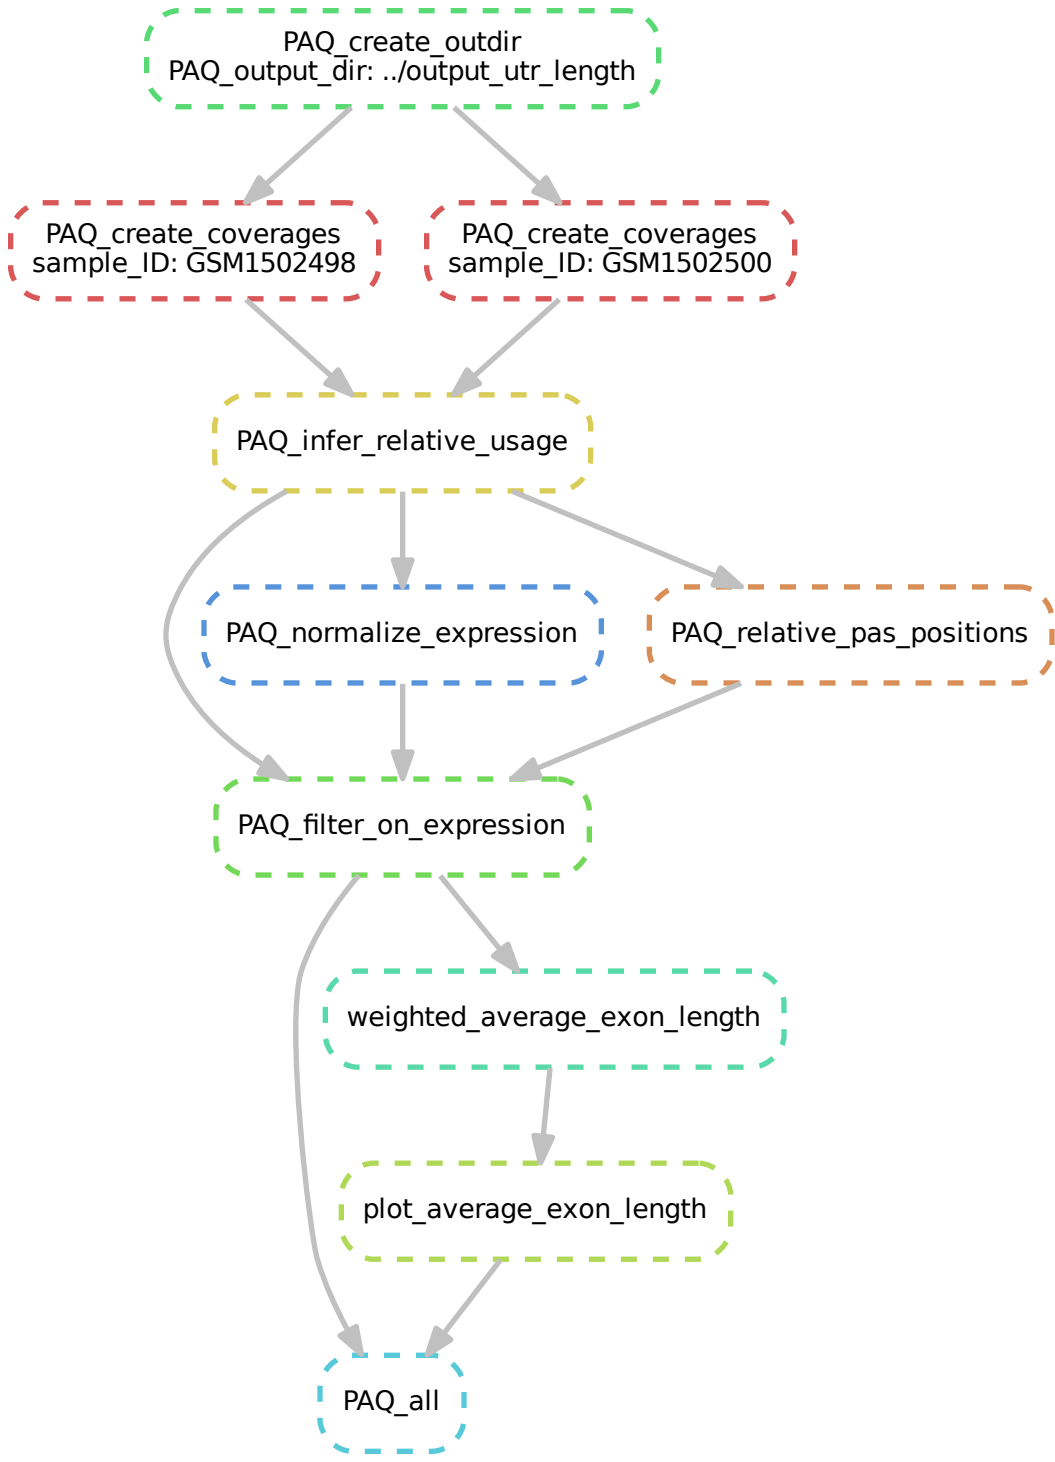 PAQ_create_outdir
PAQ_output_dir: ../output_utr_length
PAQ_create_coverages
sample_ID: GSM1502498
PAQ_create_coverages
sample_ID: GSM1502500
PAQ_infer_relative_usage
PAQ_normalize_expression
PAQ_relative_pas_positions
PAQ_filter_on_expression
weighted_average_exon_length
plot_average_exon_length
PAQ_all